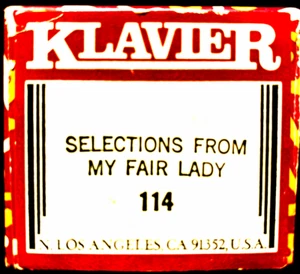 KLAVIER
SELECTIONS FROM
MY FAIR LADY
114
N. LOS ANGELES CA 91352, U.S.A.